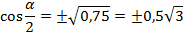 cos α/2 = ±√0,75 = ±0,5√3